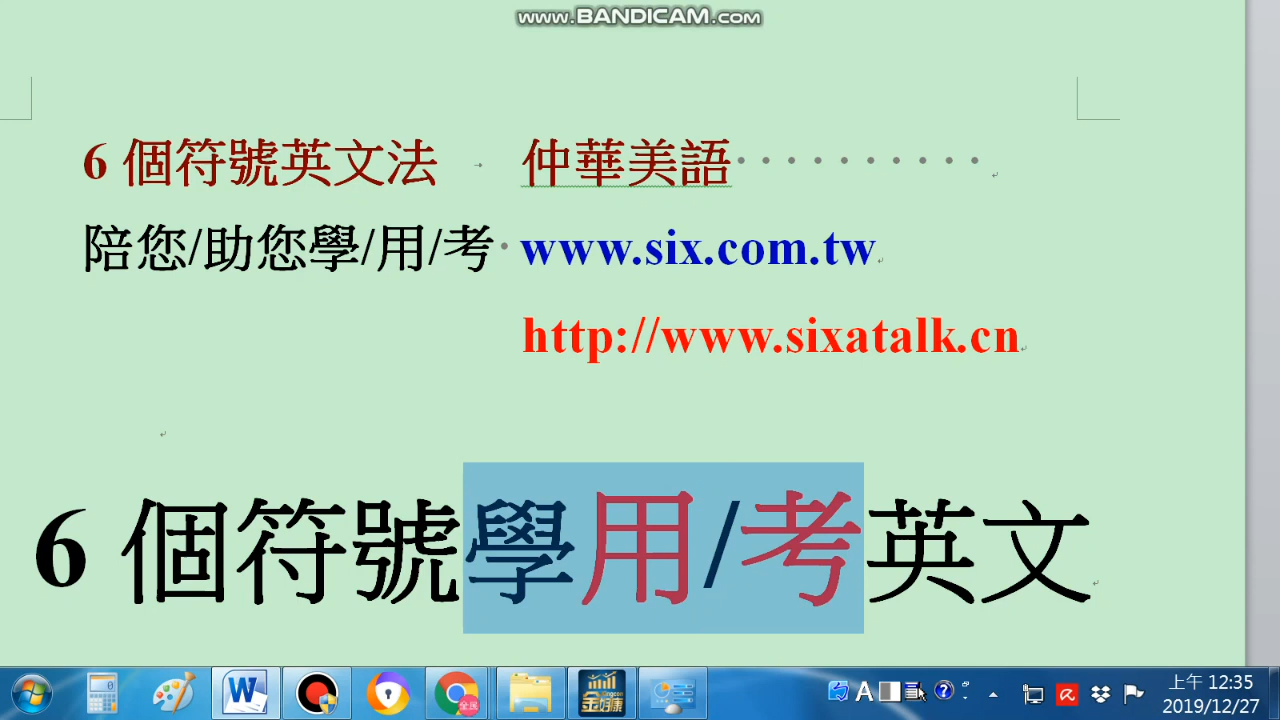 www.BANDICAM.com
6 個符號英文法 仲華美語
陪您/助您學/用/考 www.six.com.tw
http://www.sixatalk.cn
6 個符號學用/考英文
上午 12:35
2019/12/27